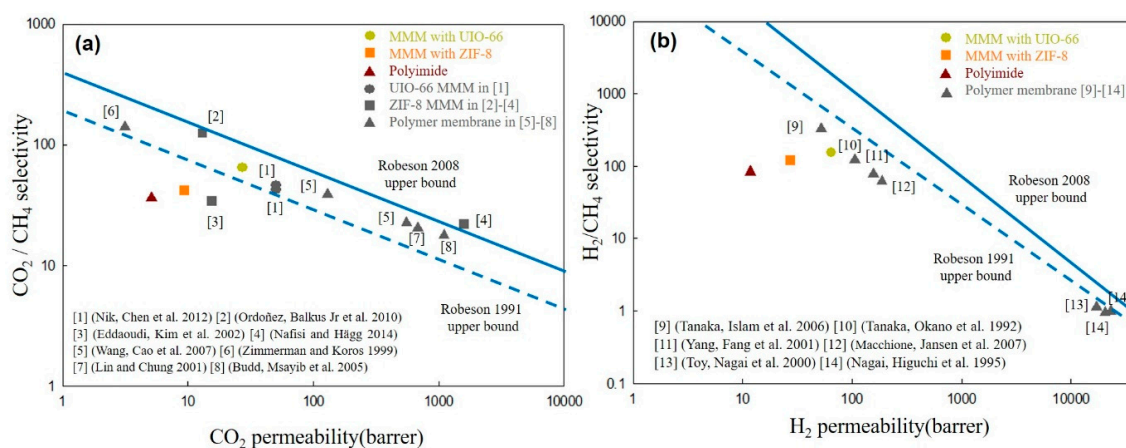 (a)
CO2 / CH4 selectivity
1000
100
10
1
MMM with UIO-66
MMM with ZIF-8
Polyimide
UIO-66 MMM in [1]
ZIF-8 MMM in [2]-[4]
Polymer membrane in [5]-[8]
[6]
[2]
[1]
[5]
[3]
[1]
[5]
[7]
[8]
[4]
Robeson 2008
upper bound
Robeson 1991
upper bound
[1] (Nik, Chen et al. 2012) [2] (Ordoñez, Balkus Jr et al. 2010)
[3] (Eddaoudi, Kim et al. 2002) [4] (Nafisi and Hägg 2014)
[5] (Wang, Cao et al. 2007) [6] (Zimmerman and Koros 1999)
[7] (Lin and Chung 2001) [8] (Budd, Msayib et al. 2005)
1 10 100 1000 10000
CO2 permeability(barrer)
(b)
H2/CH4 selectivity
10000
1000
100
10
1
0.1
MMM with UIO-66
MMM with ZIF-8
Polyimide
Polymer membrane [9]-[14]
[9]
[10]
[11]
[12]
Robeson 2008
upper bound
Robeson 1991
upper bound
[13]
[14
[14]
[9] (Tanaka, Islam et al. 2006) [10] (Tanaka, Okano et al. 1992)
[11] (Yang, Fang et al. 2001) [12] (Macchione, Jansen et al. 2007)
[13] (Toy, Nagai et al. 2000) [14] (Nagai, Higuchi et al. 1995)
1 10 100 1000 10000
H2 permeability(barrer)